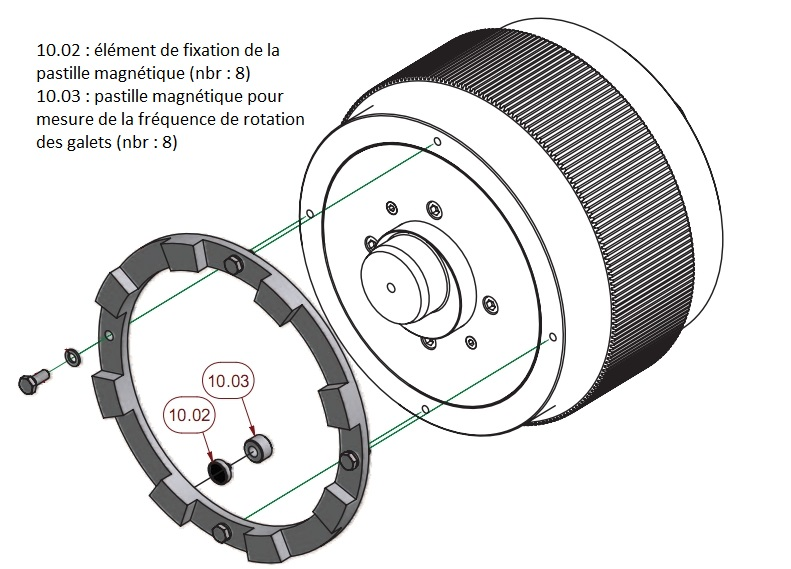 10.02 : élément de fixation de la
pastille magnétique (nbr : 8)
10.03 : pastille magnétique pour
mesure de la fréquence de rotation
des galets (nbr : 8)
10.03
10.02